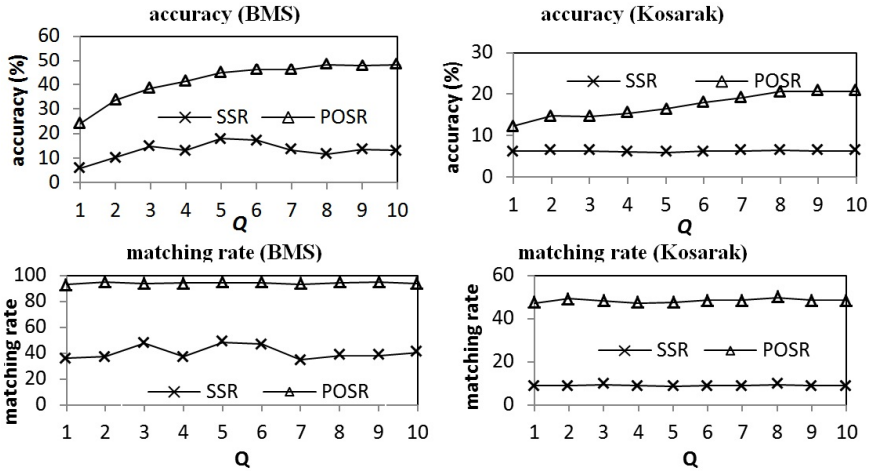 accuracy (BMS)
60
50
40
30
20
10
0
accuracy (%)
SSR POSR
1 2 3 4 5 6 7 8 9 10
Q
accuracy (Kosarak)
30
20
10
0
accuracy (%)
SSR POSR
1 2 3 4 5 6 7 8 9 10
Q
matching rate (BMS)
100
80
60
40
20
0
matching rate
SSR POSR
1 2 3 4 5 6 7 8 9 10
Q
matching rate (Kosarak)
60
40
20
0
matching rate
SSR POSR
1 2 3 4 5 6 7 8 9 10
Q